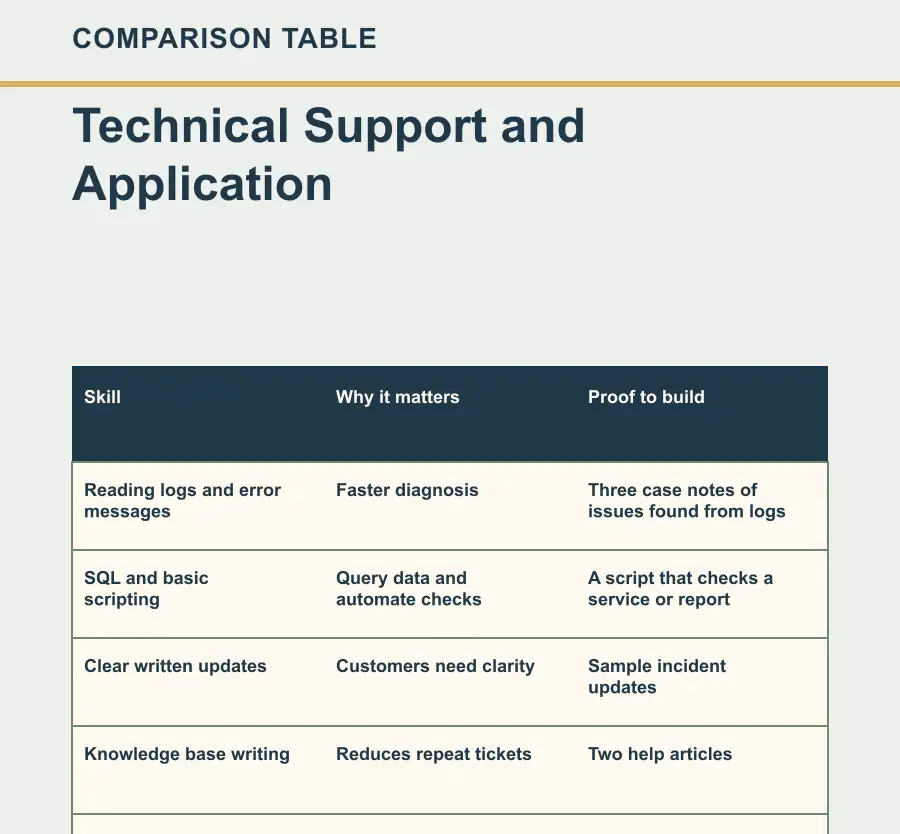 COMPARISON TABLE
Technical Support and
Application
Skill
Why it matters
Proof to build
Reading logs and error
messages
Faster diagnosis
Three case notes of
issues found from logs
SQL and basic
scripting
Query data and
automate checks
A script that checks a
service or report
Clear written updates
Customers need clarity
Sample incident
updates
Knowledge base writing
Reduces repeat tickets
Two help articles